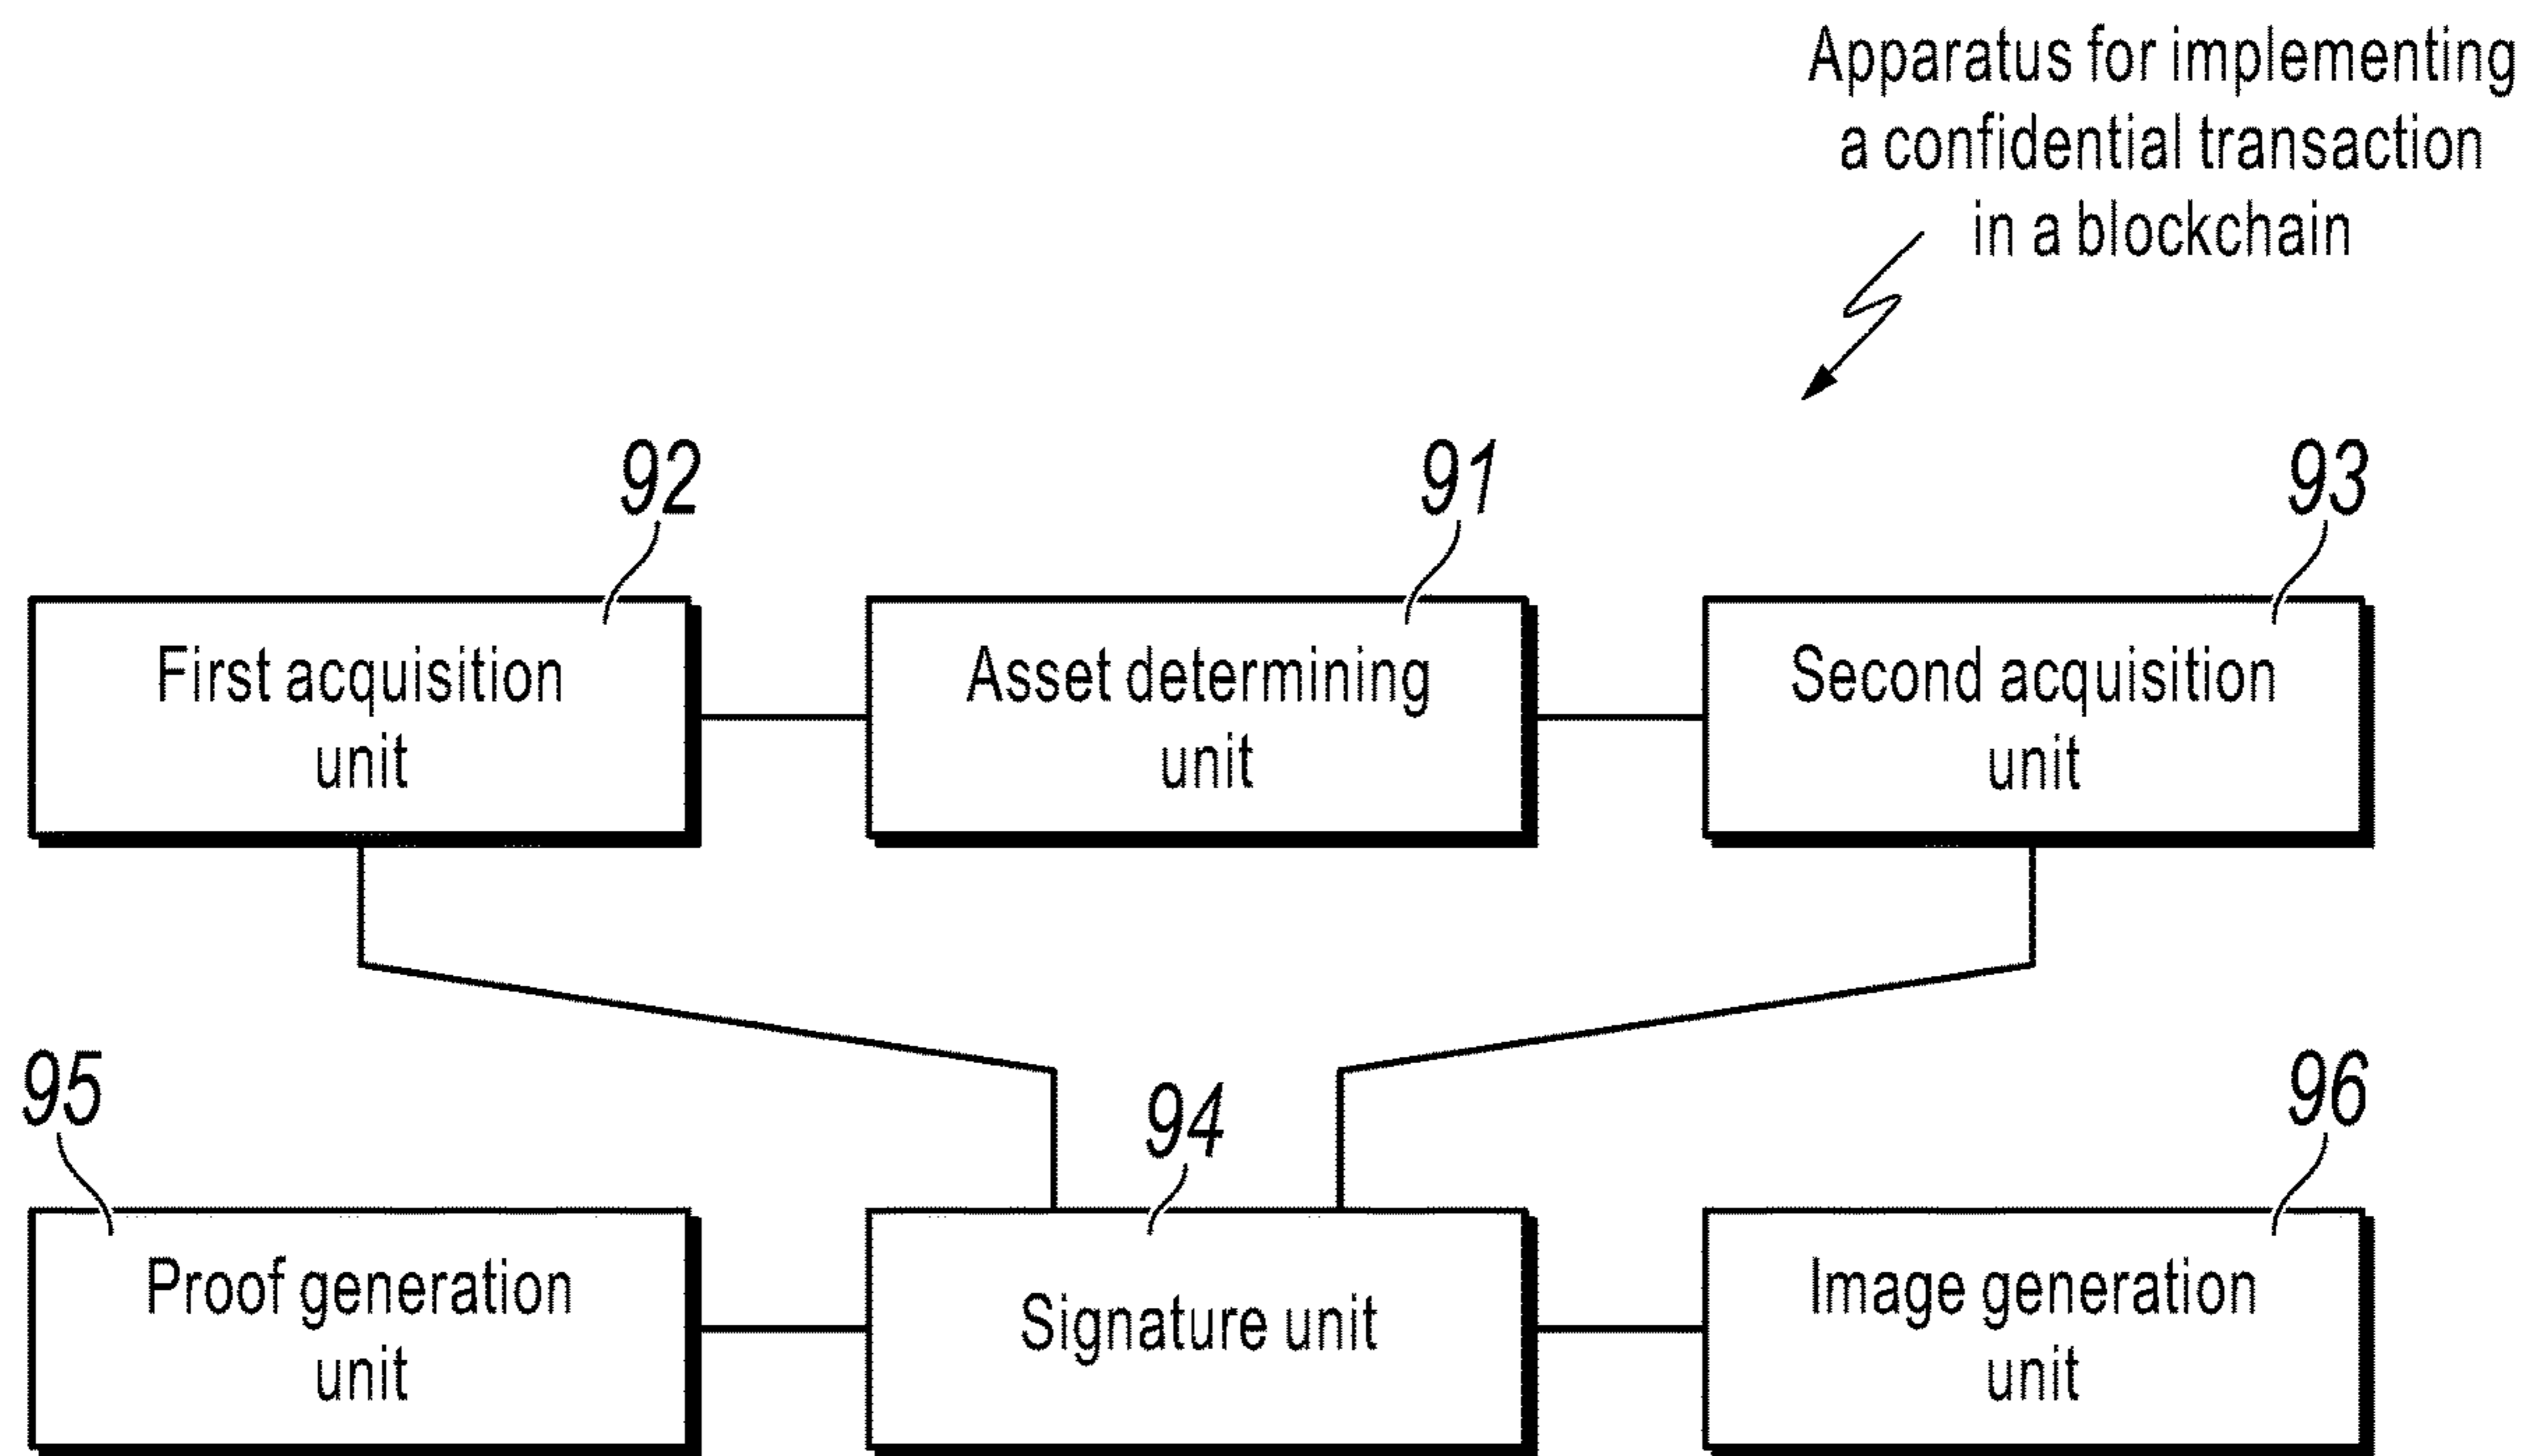 Apparatus for implementing
a confidential transaction
in a blockchain
92
91
93
First acquisition
unit
Asset determining
unit
Second acquisition
unit
95
94
96
Proof generation
unit
Signature unit
Image generation
unit